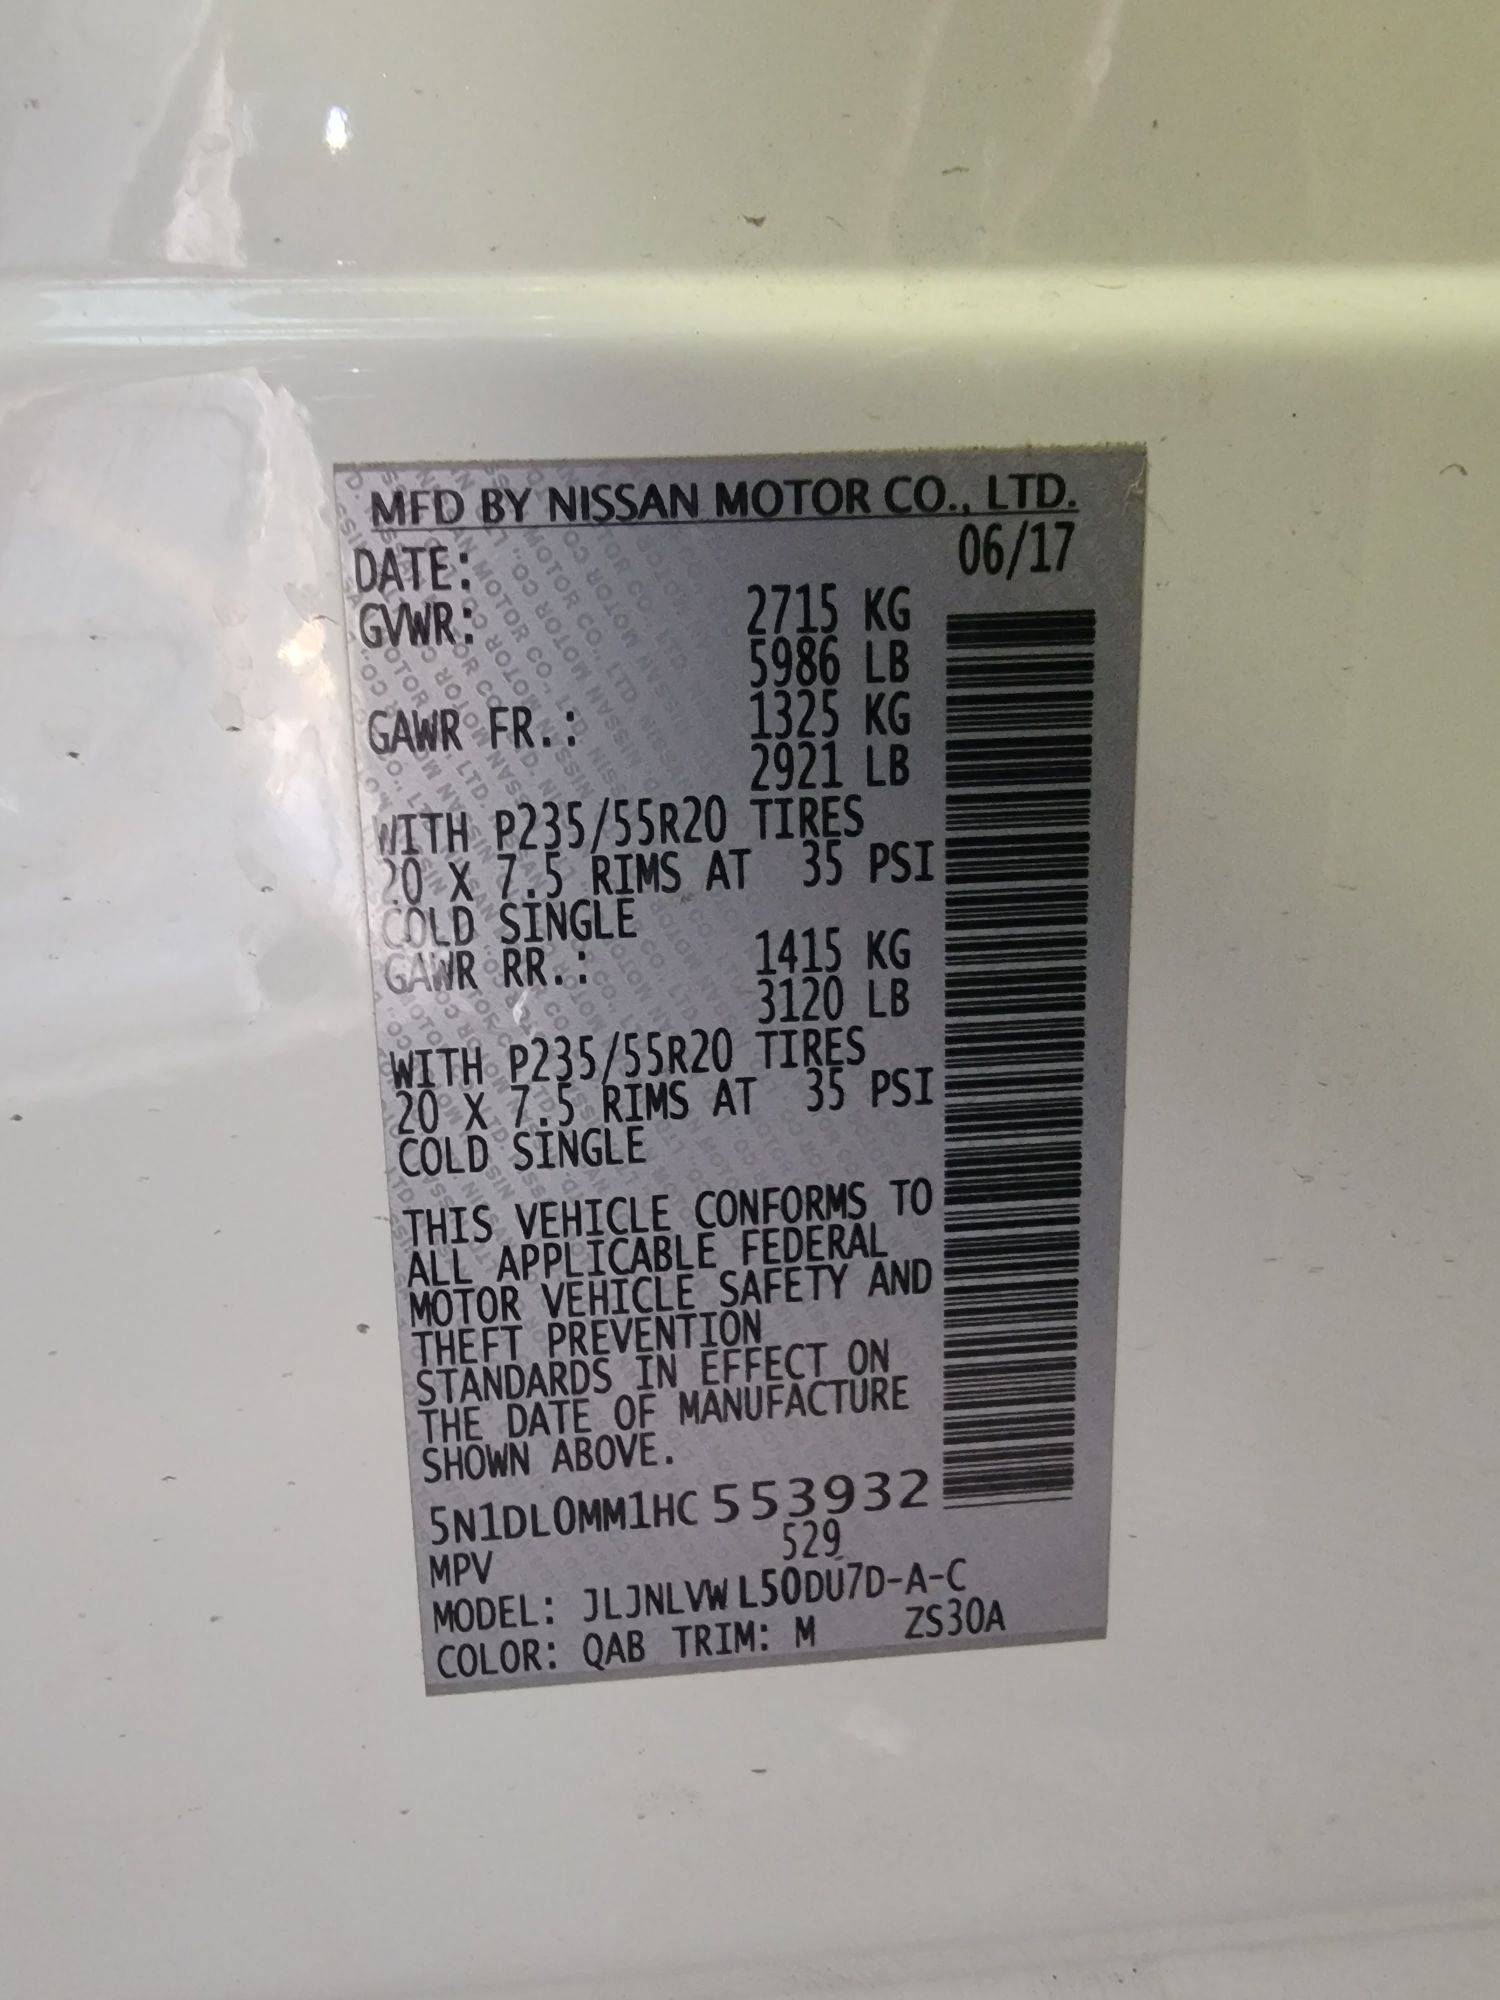 MFD BY NISSAN MOTOR CO., LTD.
DATE: 06/17
GVWR: 2715 KG
5986 LB
GAWR FR.: 1325 KG
2921 LB
WITH P235/55R20 TIRES
20 X 7.5 RIMS AT 35 PSI
COLD SINGLE
GAWR RR.: 1415 KG
3120 LB
WITH P235/55R20 TIRES
20 X 7.5 RIMS AT 35 PSI
COLD SINGLE
THIS VEHICLE CONFORMS TO
ALL APPLICABLE FEDERAL
MOTOR VEHICLE SAFETY AND
THEFT PREVENTION
STANDARDS IN EFFECT ON
THE DATE OF MANUFACTURE
SHOWN ABOVE.
5N1DL0MM1HC 553932
MPV 529
MODEL: JLJNLVW L50DU7D-A-C
COLOR: QAB TRIM: M ZS30A